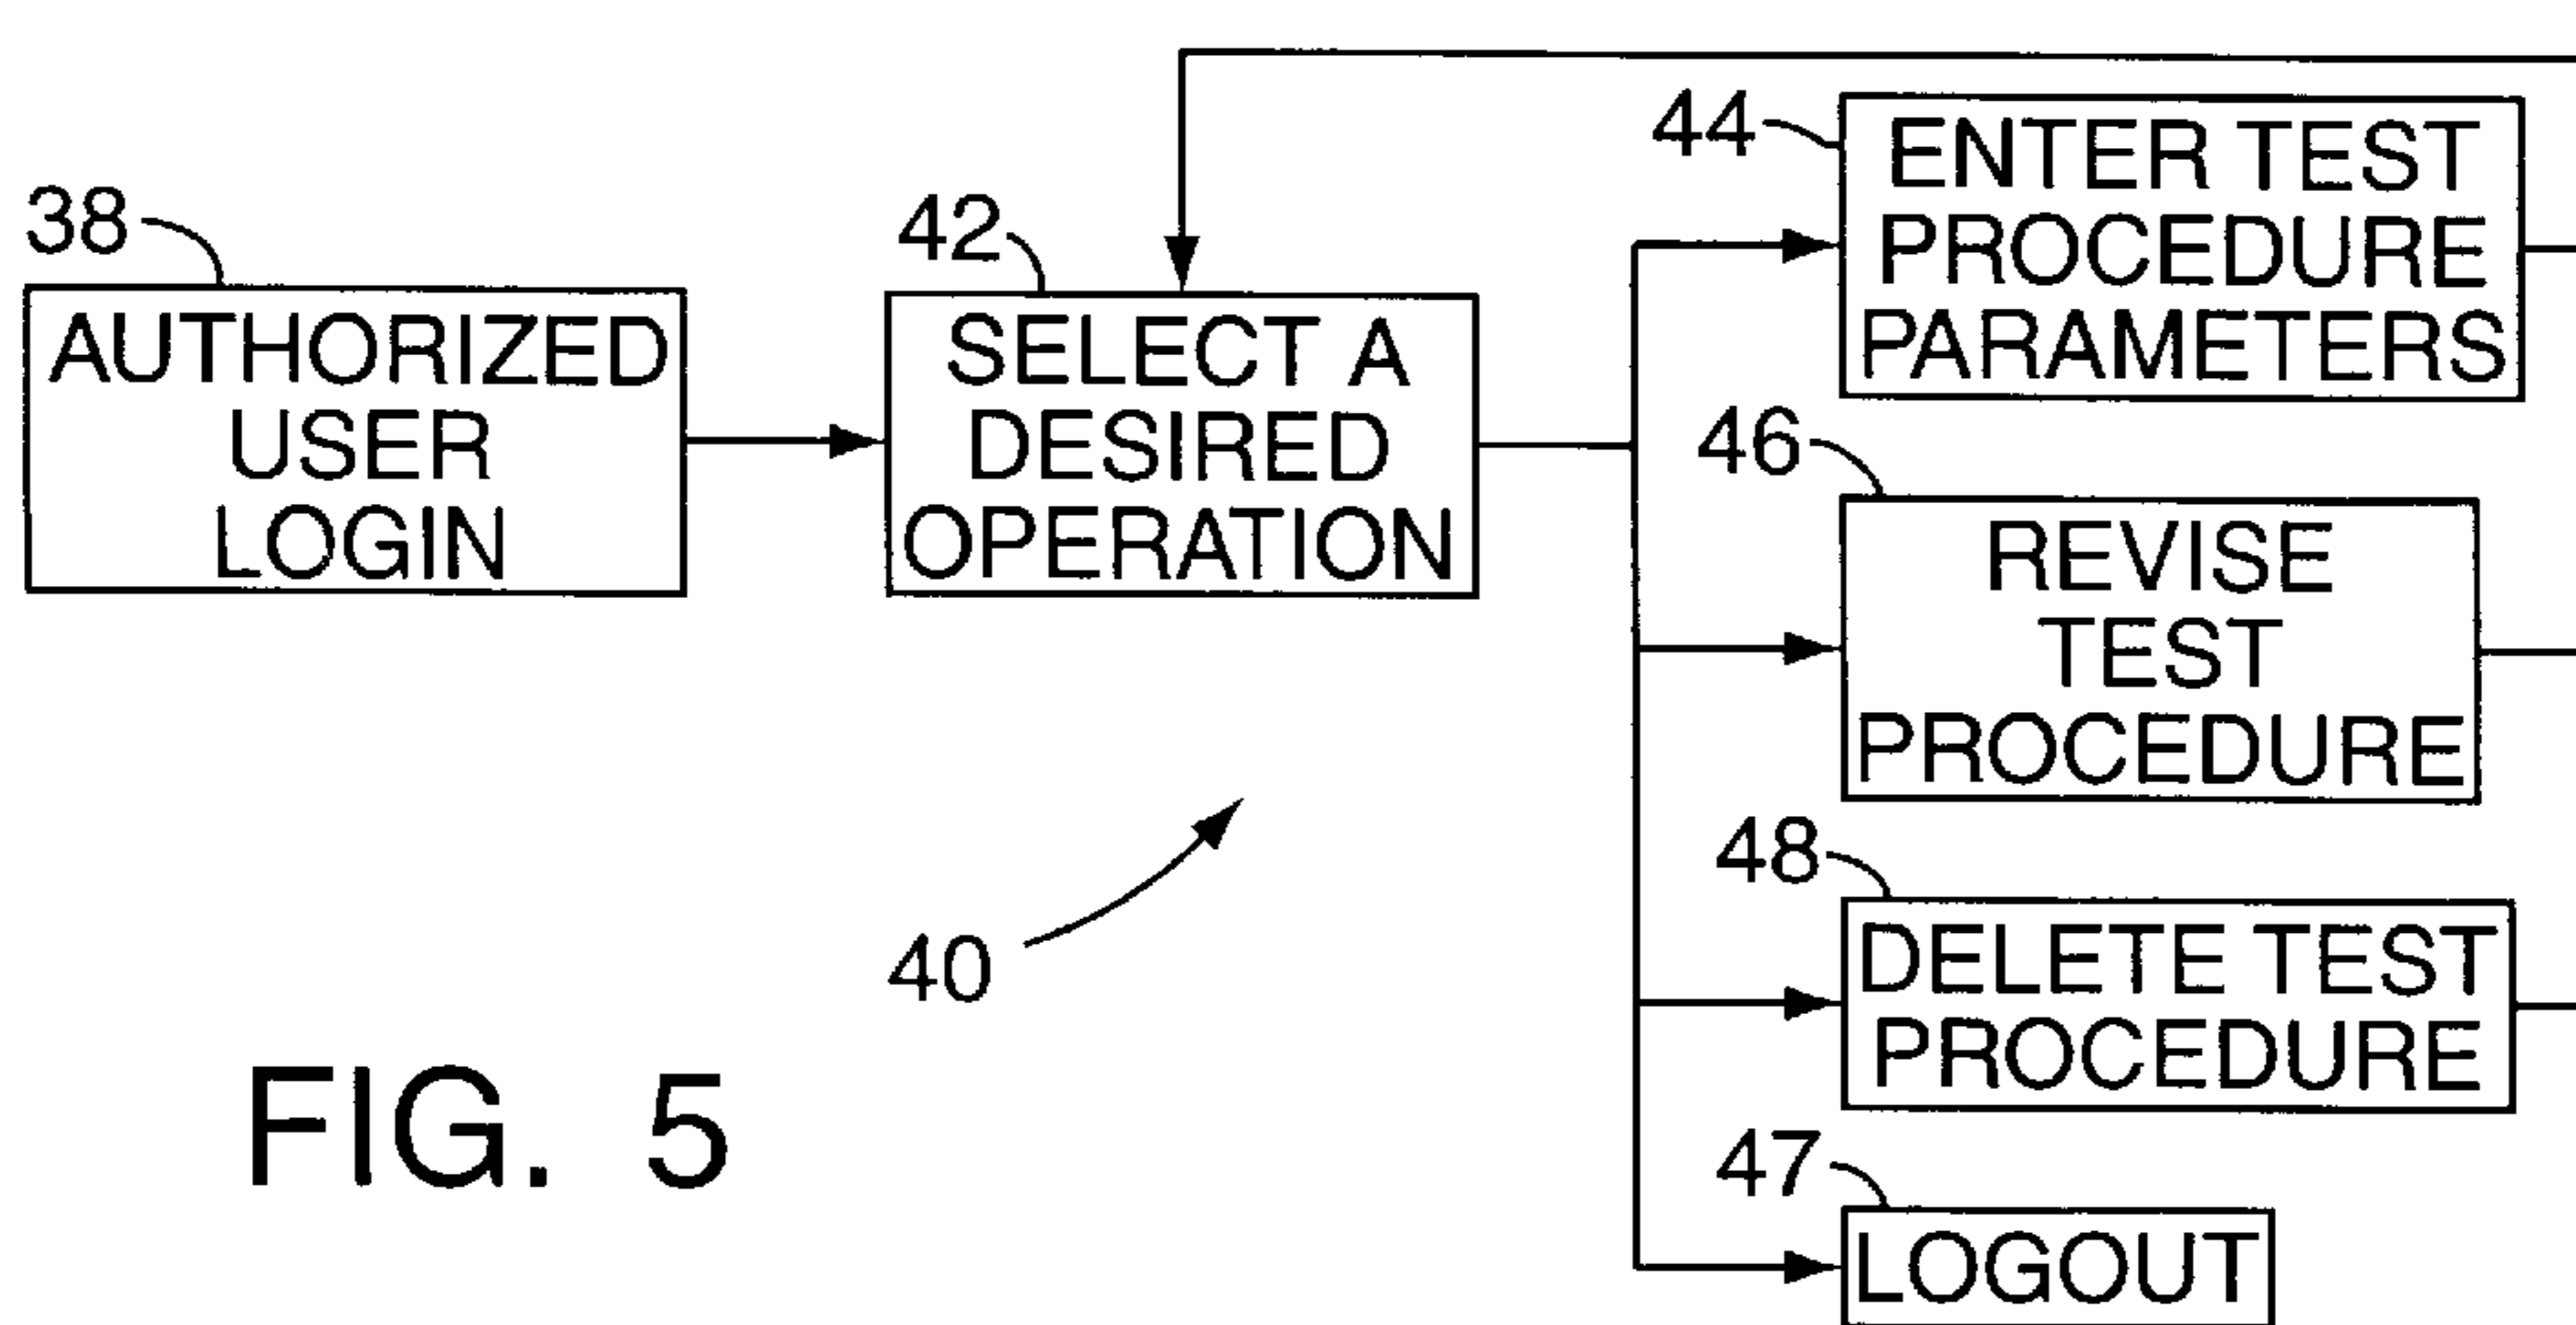 38
AUTHORIZED
USER
LOGIN
42
SELECT A
DESIRED
OPERATION
44
ENTER TEST
PROCEDURE
PARAMETERS
46
REVISE
TEST
PROCEDURE
48
DELETE TEST
PROCEDURE
47
LOGOUT
40
FIG. 5